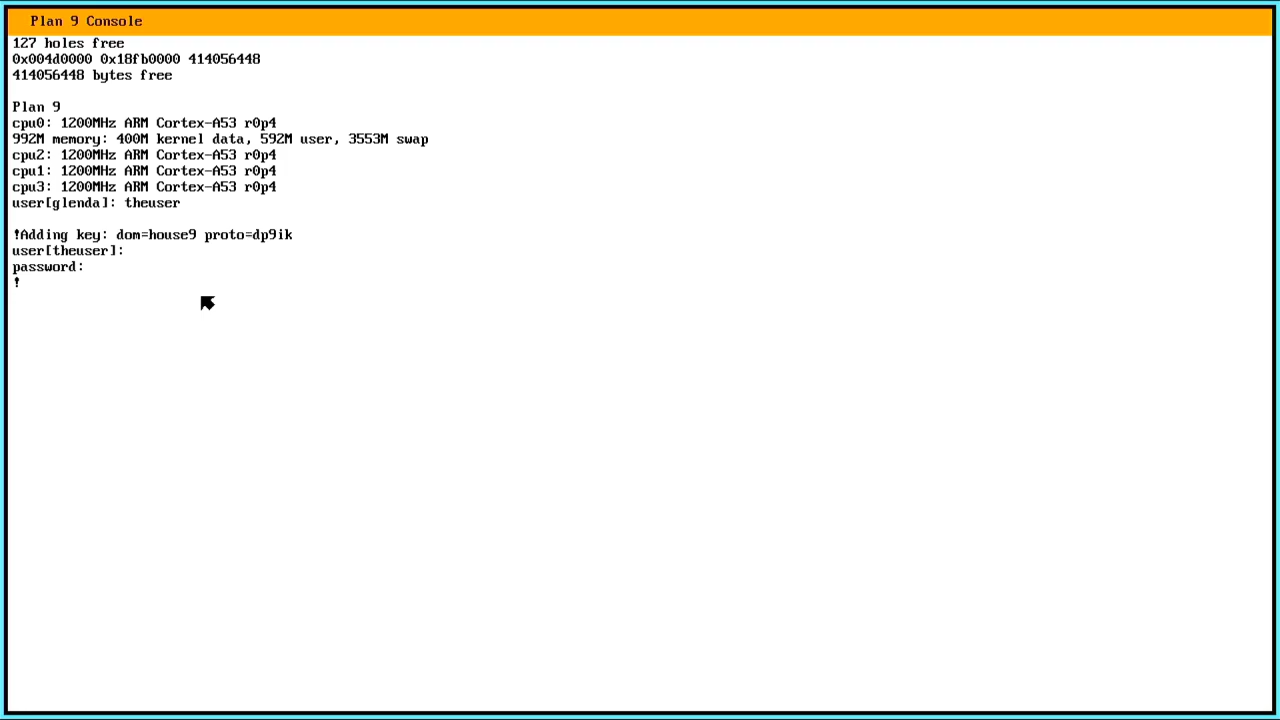 Plan 9 Console
127 holes free
0x004d0000 0x18fb0000 414056448
414056448 bytes free
Plan 9
cpu0: 1200MHz ARM Cortex-A53 r0p4
992M memory: 400M kernel data, 592M user, 3553M swap
cpu2: 1200MHz ARM Cortex-A53 r0p4
cpu1: 1200MHz ARM Cortex-A53 r0p4
cpu3: 1200MHz ARM Cortex-A53 r0p4
user[glenda]: theuser
!Adding key: dom=house9 proto=dp9ik
user[theuser]:
password:
!